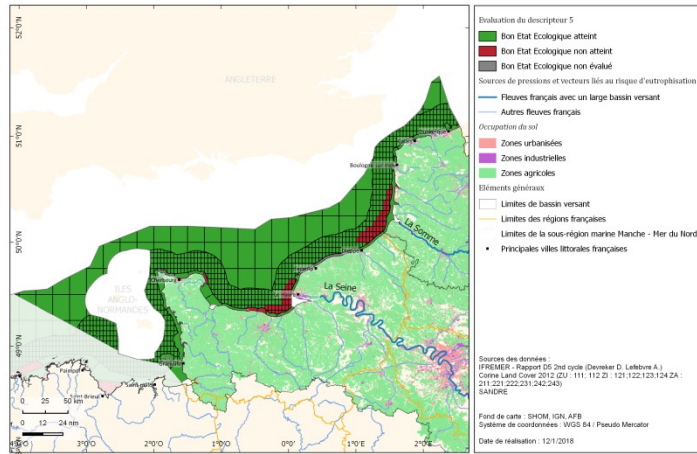 52°0'N
51°0'N
50°0'N
49°0'N
ANGLETERRE
Dunkerque
Calais
Boulogne-sur-Mer
La Somme
Dieppe
Cherbourg
La Seine
ILES
ANGLO-
NORMANDES
Granville
Paimpol
Saint-Malo
Saint-Brieuc
0 25 50 km
0 12 24 nm
4°0'O
3°0'O
2°0'O
1°0'O
0°0'
1°0'E
2°0'E
Evaluation du descripteur 5
Bon Etat Ecologique atteint
Bon Etat Ecologique non atteint
Bon Etat Ecologique non évalué
Sources de pressions et vecteurs liés au risque d'eutrophisation
Fleuves français avec un large bassin versant
Autres fleuves français
Occupation du sol
Zones urbanisées
Zones industrielles
Zones agricoles
Eléments généraux
Limites de bassin versant
Limites des régions françaises
Limites de la sous-région marine Manche - Mer du Nord
Principales villes littorales françaises
Sources des données :
IFREMER - Rapport D5 2nd cycle (Devreker D. Lefebvre A.)
Corine Land Cover 2012 (ZU : 111; 112 ZI : 121;122;123;124 ZA :
211;221;222;231;242;243)
SANDRE
Fond de carte : SHOM, IGN, AFB
Système de coordonnées : WGS 84 / Pseudo Mercator
Date de réalisation : 12/1/2018